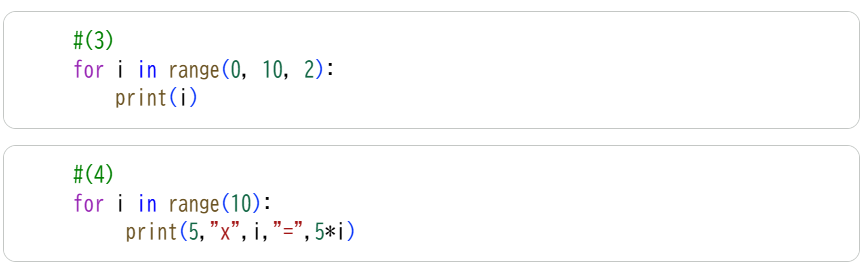 #(3)
for i in range(0, 10, 2):
    print(i)
#(4)
for i in range(10):
     print(5,”x”,i,”=”,5*i)